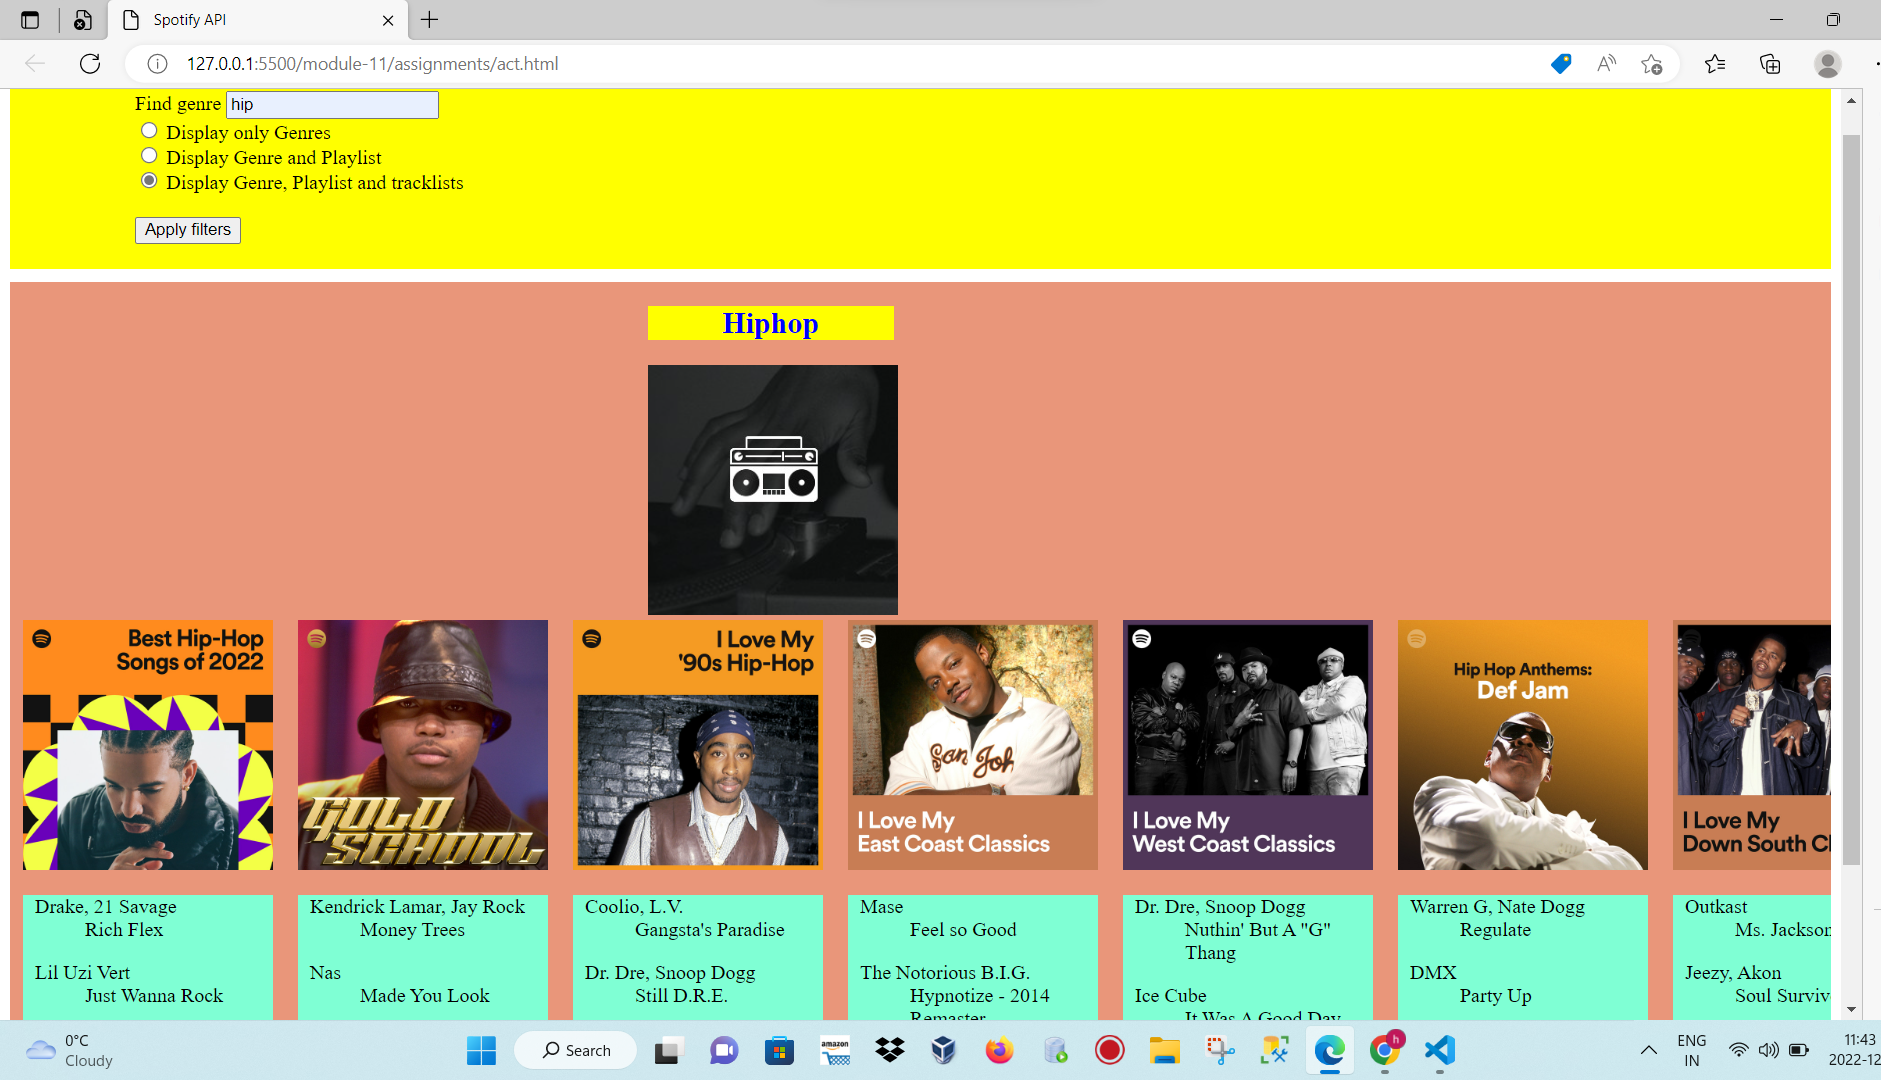 Spotify API
127.0.0.1:5500/module-11/assignments/act.html
Find genre hip
Display only Genres
Display Genre and Playlist
Display Genre, Playlist and tracklists
Apply filters
Hiphop
Best Hip-Hop
Songs of 2022
GOLD
SCHOOL
I Love My
'90s Hip-Hop
San Joh
I Love My
East Coast Classics
I Love My
West Coast Classics
Hip Hop Anthems:
Def Jam
I Love My
Down South Cl
Drake, 21 Savage
Rich Flex
Lil Uzi Vert
Just Wanna Rock
Kendrick Lamar, Jay Rock
Money Trees
Nas
Made You Look
Coolio, L.V.
Gangsta's Paradise
Dr. Dre, Snoop Dogg
Still D.R.E.
Mase
Feel so Good
The Notorious B.I.G.
Hypnotize - 2014
Remaster
Dr. Dre, Snoop Dogg
Nuthin' But A "G"
Thang
Ice Cube
It Was A Good Day
Warren G, Nate Dogg
Regulate
DMX
Party Up
Outkast
Ms. Jackson
Jeezy, Akon
Soul Surviv
0°C
Cloudy
Search
amazon
h
ENG
IN
11:43
2022-12